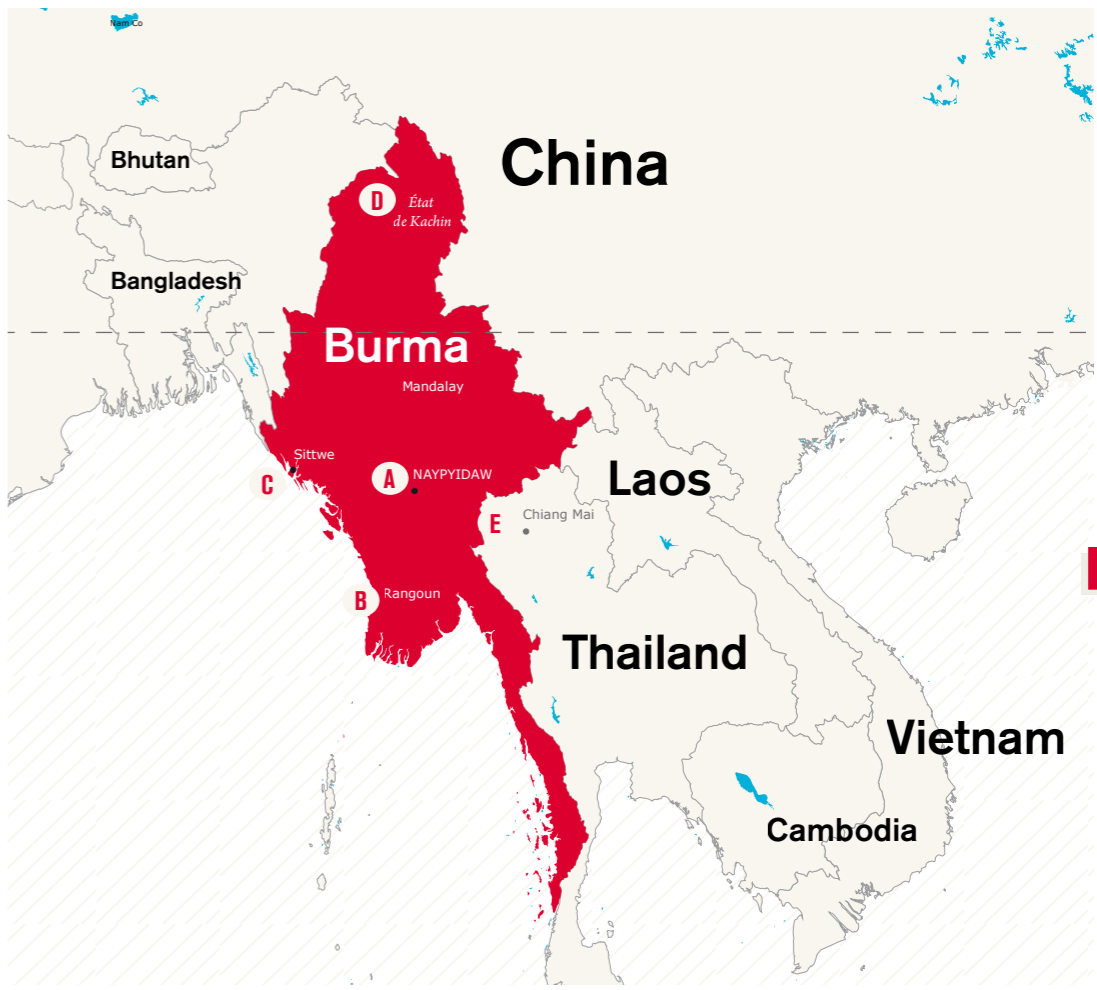 Nam Co
China
Bhutan
D
État
de Kachin
Bangladesh
Burma
Mandalay
Sittwe
C
A
NAYPYIDAW
Laos
E
Chiang Mai
B
Rangoun
Thailand
Vietnam
Cambodia